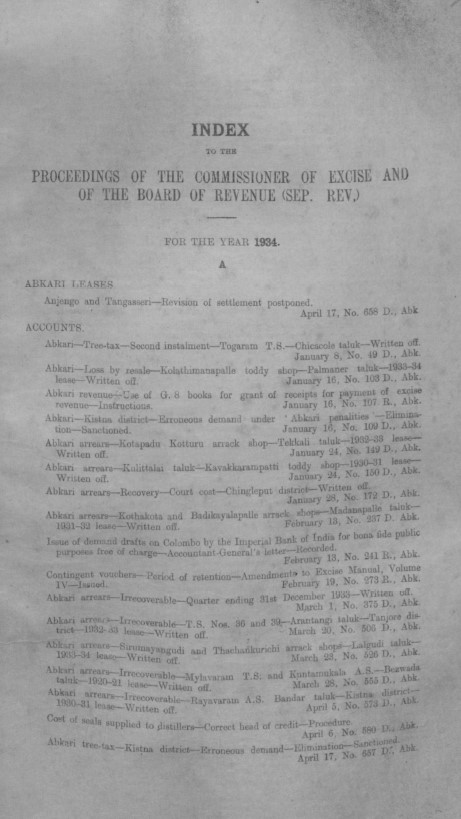 INDEX
TO THE
PROCEEDINGS OF THE COMMISSIONER OF EXCISE AND
OF THE BOARD OF REVENUE (SEP. REV.)
FOR THE YEAR 1934.
A
ABKARI LEASES
Anjengo and Tangasseri—Revision of settlement postponed.
April 17, No. 658 D., Abk
ACCOUNTS.
Abkari—Tree-tax—Second instalment—Togaram T.S.—Chicacole taluk—Written off.
January 8, No. 49 D., Abk.
Abkari—Loss by resale—Kolathimanapalle toddy shop—Palmaner taluk—1933-34
lease—Written off. January 16, No. 103 D., Abk.
Abkari revenue—Use of G. 8 books for grant of receipts for payment of excise
revenue—Instructions. January 16, No. 107 R., Abk.
Abkari—Kistna district—Erroneous demand under 'Abkari penalties'—Elimina-
tion—Sanctioned. January 16, No. 109 D., Abk.
Abkari arrears—Kotapadu Kotturu arrack shop—Tekkali taluk—1932-33 lease—
Written off. January 24, No. 149 D., Abk.
Abkari arrears—Kulittalai taluk—Kavakkarampatti toddy shop—1930-31 lease—
Written off. January 24, No. 150 D., Abk.
Abkari arrears—Recovery—Court cost—Chingleput district—Written off.
January 28, No. 172 D., Abk.
Abkari arrears—Kothakota and Badikayalapalle arrack shops—Madanapalle taluk—
1931-32 lease—Written off. February 13, No. 237 D. Abk.
Issue of demand drafts on Colombo by the Imperial Bank of India for bona fide public
purposes free of charge—Accountant-General's letter—Recorded.
February 13, No. 241 R., Abk.
Contingent vouchers—Period of retention—Amendments to Excise Manual, Volume
IV—Issued. February 19, No. 273 R., Abk.
Abkari arrears—Irrecoverable—Quarter ending 31st December 1933—Written off.
March 1, No. 375 D., Abk.
Abkari arrears—Irrecoverable—T.S. Nos. 36 and 39—Arantangi taluk—Tanjore dis-
trict—1932-33 lease—Written off. March 20, No. 506 D., Abk.
Abkari arrears—Sirumayangudi and Thachankurichi arrack shops—Lalgudi taluk—
1933-34 lease—Written off. March 23, No. 526 D., Abk.
Abkari arrears—Irrecoverable—Mylavaram T.S. and Kuntamukala A.S.—Bezwada
taluk—1920-21 lease—Written off. March 28, No. 555 D., Abk.
Abkari arrears—Irrecoverable—Rayavaram A.S. Bandar taluk—Kistna district—
1930-31 lease—Written off. April 5, No. 573 D., Abk.
Cost of seals supplied to distillers—Correct head of credit—Procedure.
April 6, No. 580 D., Abk.
Abkari tree-tax—Kistna district—Erroneous demand—Elimination—Sanctioned.
April 17, No. 657 D., Abk.